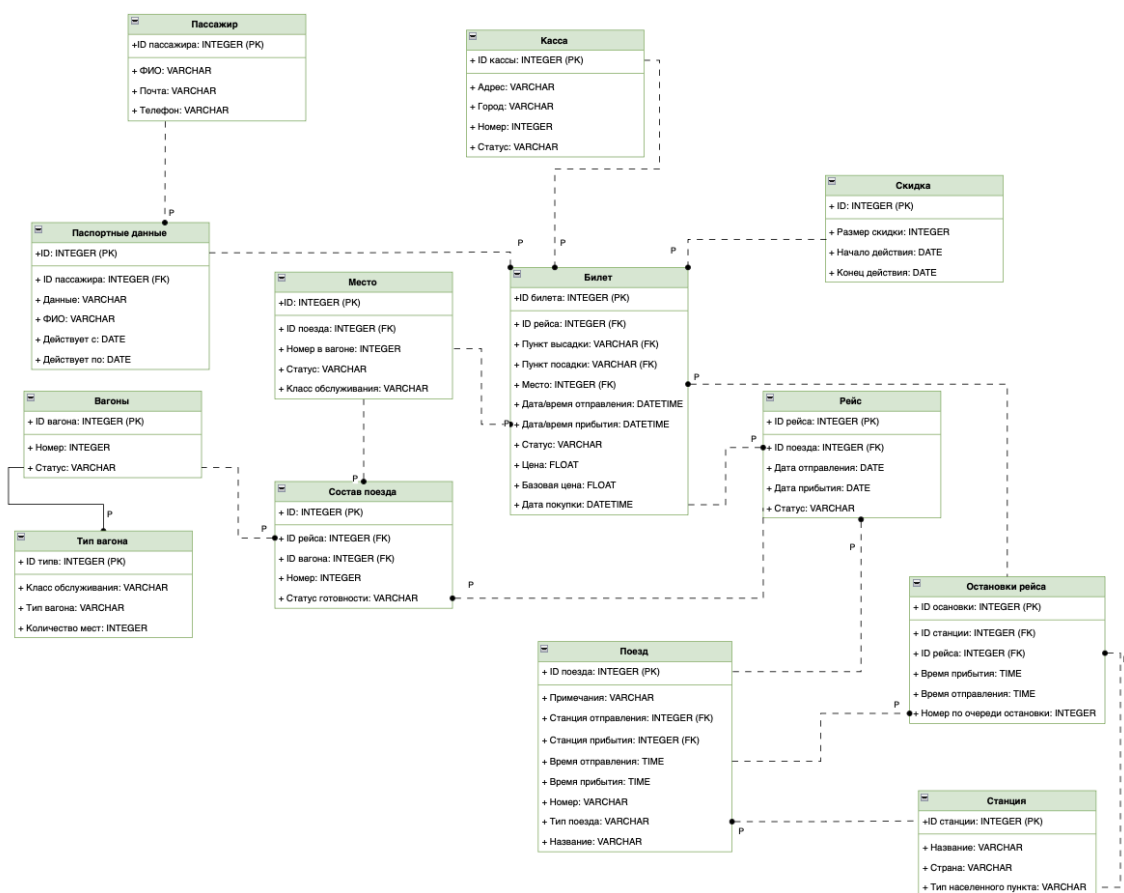 Пассажир
+ID пассажира: INTEGER (PK)
+ ФИО: VARCHAR
+ Почта: VARCHAR
+ Телефон: VARCHAR
Касса
+ ID кассы: INTEGER (PK)
+ Адрес: VARCHAR
+ Город: VARCHAR
+ Номер: INTEGER
+ Статус: VARCHAR
Скидка
+ ID: INTEGER (PK)
+ Размер скидки: INTEGER
+ Начало действия: DATE
+ Конец действия: DATE
P
P
P
P
Паспортные данные
+ID: INTEGER (PK)
+ ID пассажира: INTEGER (FK)
+ Данные: VARCHAR
+ ФИО: VARCHAR
+ Действует с: DATE
+ Действует по: DATE
Место
+ID: INTEGER (PK)
+ ID поезда: INTEGER (FK)
+ Номер в вагоне: INTEGER
+ Статус: VARCHAR
+ Класс обслуживания: VARCHAR
Билет
+ID билета: INTEGER (PK)
+ ID рейса: INTEGER (FK)
+ Пункт высадки: VARCHAR (FK)
+ Пункт посадки: VARCHAR (FK)
+ Место: INTEGER (FK)
+ Дата/время отправления: DATETIME
+ Дата/время прибытия: DATETIME
+ Статус: VARCHAR
+ Цена: FLOAT
+ Базовая цена: FLOAT
+ Дата покупки: DATETIME
P
P
P
Вагоны
+ ID вагона: INTEGER (PK)
+ Номер: INTEGER
+ Статус: VARCHAR
Рейс
+ ID рейса: INTEGER (PK)
+ ID поезда: INTEGER (FK)
+ Дата отправления: DATE
+ Дата прибытия: DATE
+ Статус: VARCHAR
P
P
P
P
P
Состав поезда
+ ID: INTEGER (PK)
+ ID рейса: INTEGER (FK)
+ ID вагона: INTEGER (FK)
+ Номер: INTEGER
+ Статус готовности: VARCHAR
Тип вагона
+ ID типв: INTEGER (PK)
+ Класс обслуживания: VARCHAR
+ Тип вагона: VARCHAR
+ Количество мест: INTEGER
Остановки рейса
+ ID осановки: INTEGER (PK)
+ ID станции: INTEGER (FK)
+ ID рейса: INTEGER (FK)
+ Время прибытия: TIME
+ Время отправления: TIME
+ Номер по очереди остановки: INTEGER
Поезд
+ ID поезда: INTEGER (PK)
+ Примечания: VARCHAR
+ Станция отправления: INTEGER (FK)
+ Станция прибытия: INTEGER (FK)
+ Время отправления: TIME
+ Время прибытия: TIME
+ Номер: VARCHAR
+ Тип поезда: VARCHAR
+ Название: VARCHAR
P
P
Станция
+ID станции: INTEGER (PK)
+ Название: VARCHAR
+ Страна: VARCHAR
+ Тип населенного пункта: VARCHAR